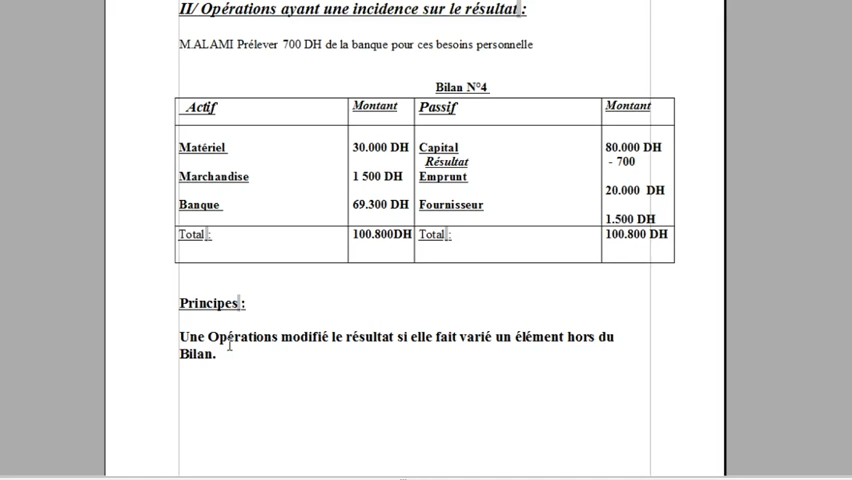 II/ Opérations ayant une incidence sur le résultat :
M.ALAMI Prélever 700 DH de la banque pour ces besoins personnelle
Bilan N°4
Actif Montant Passif Montant
Matériel 30.000 DH Capital 80.000 DH
Résultat - 700
Marchandise 1 500 DH Emprunt
20.000 DH
Banque 69.300 DH Fournisseur
1.500 DH
Total : 100.800DH Total : 100.800 DH
Principes :
Une Opérations modifié le résultat si elle fait varié un élément hors du
Bilan.